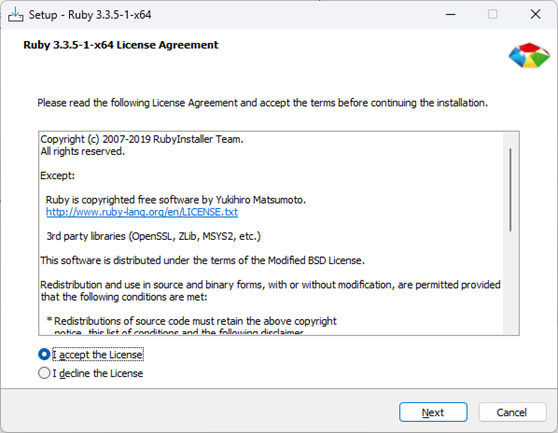 Setup - Ruby 3.3.5-1-x64
Ruby 3.3.5-1-x64 License Agreement
Please read the following License Agreement and accept the terms before continuing the installation.
Copyright (c) 2007-2019 RubyInstaller Team.
All rights reserved.
Except:
Ruby is copyrighted free software by Yukihiro Matsumoto.
http://www.ruby-lang.org/en/LICENSE.txt
3rd party libraries (OpenSSL, ZLib, MSYS2, etc.)
This software is distributed under the terms of the Modified BSD License.
Redistribution and use in source and binary forms, with or without modification, are permitted provided
that the following conditions are met:
* Redistributions of source code must retain the above copyright
notice, this list of conditions and the following disclaimer.
I accept the License
I decline the License
Next
Cancel